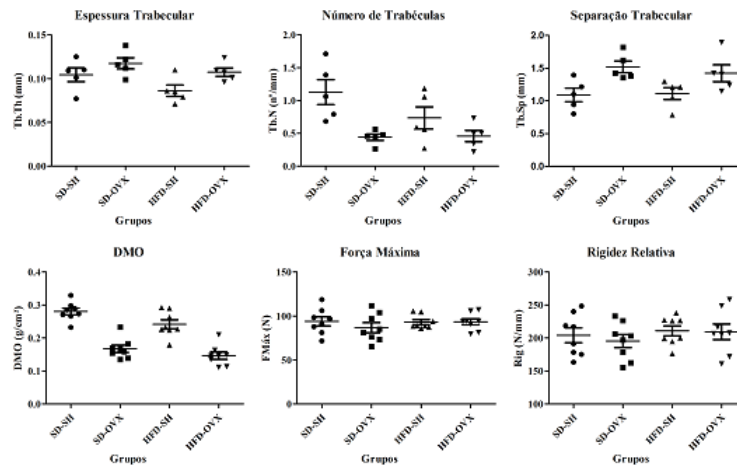 Espessura Trabecular
Tb.Th (mm)
0.15
0.10
0.05
0.00
SD-SH
SD-OVX
HFD-SH
HFD-OVX
Grupos
Número de Trabéculas
Tb.N (nº/mm)
2.0
1.5
1.0
0.5
0.0
SD-SH
SD-OVX
HFD-SH
HFD-OVX
Grupos
Separação Trabecular
Tb.Sp (mm)
2.0
1.5
1.0
0.5
0.0
SD-SH
SD-OVX
HFD-SH
HFD-OVX
Grupos
DMO
DMO (g/cm²)
0.4
0.3
0.2
0.1
0.0
SD-SH
SD-OVX
HFD-SH
HFD-OVX
Grupos
Força Máxima
FMáx (N)
150
100
50
0
SD-SH
SD-OVX
HFD-SH
HFD-OVX
Grupos
Rigidez Relativa
Rig (N/mm)
300
250
200
150
100
SD-SH
SD-OVX
HFD-SH
HFD-OVX
Grupos